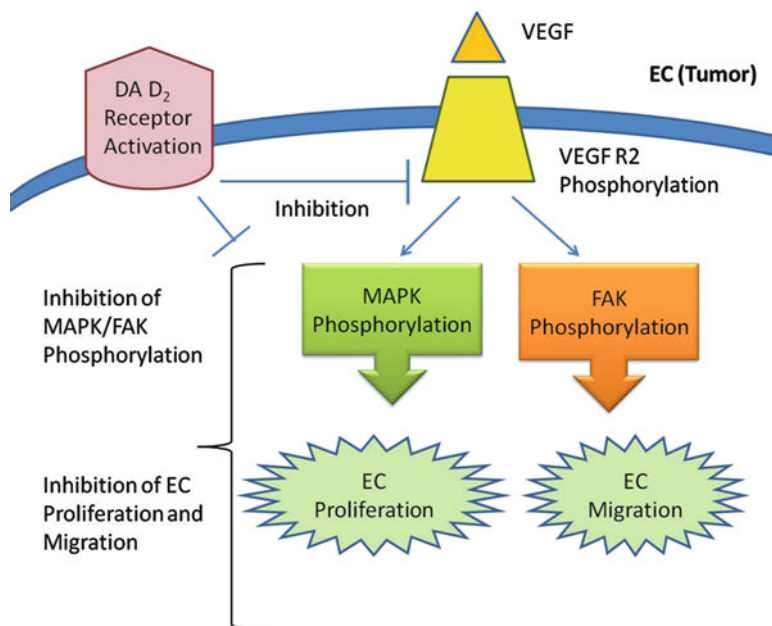 VEGF
EC (Tumor)
DA D₂
Receptor
Activation
VEGF R2
Phosphorylation
Inhibition
Inhibition of
MAPK/FAK
Phosphorylation
MAPK
Phosphorylation
FAK
Phosphorylation
Inhibition of EC
Proliferation and
Migration
EC
Proliferation
EC
Migration